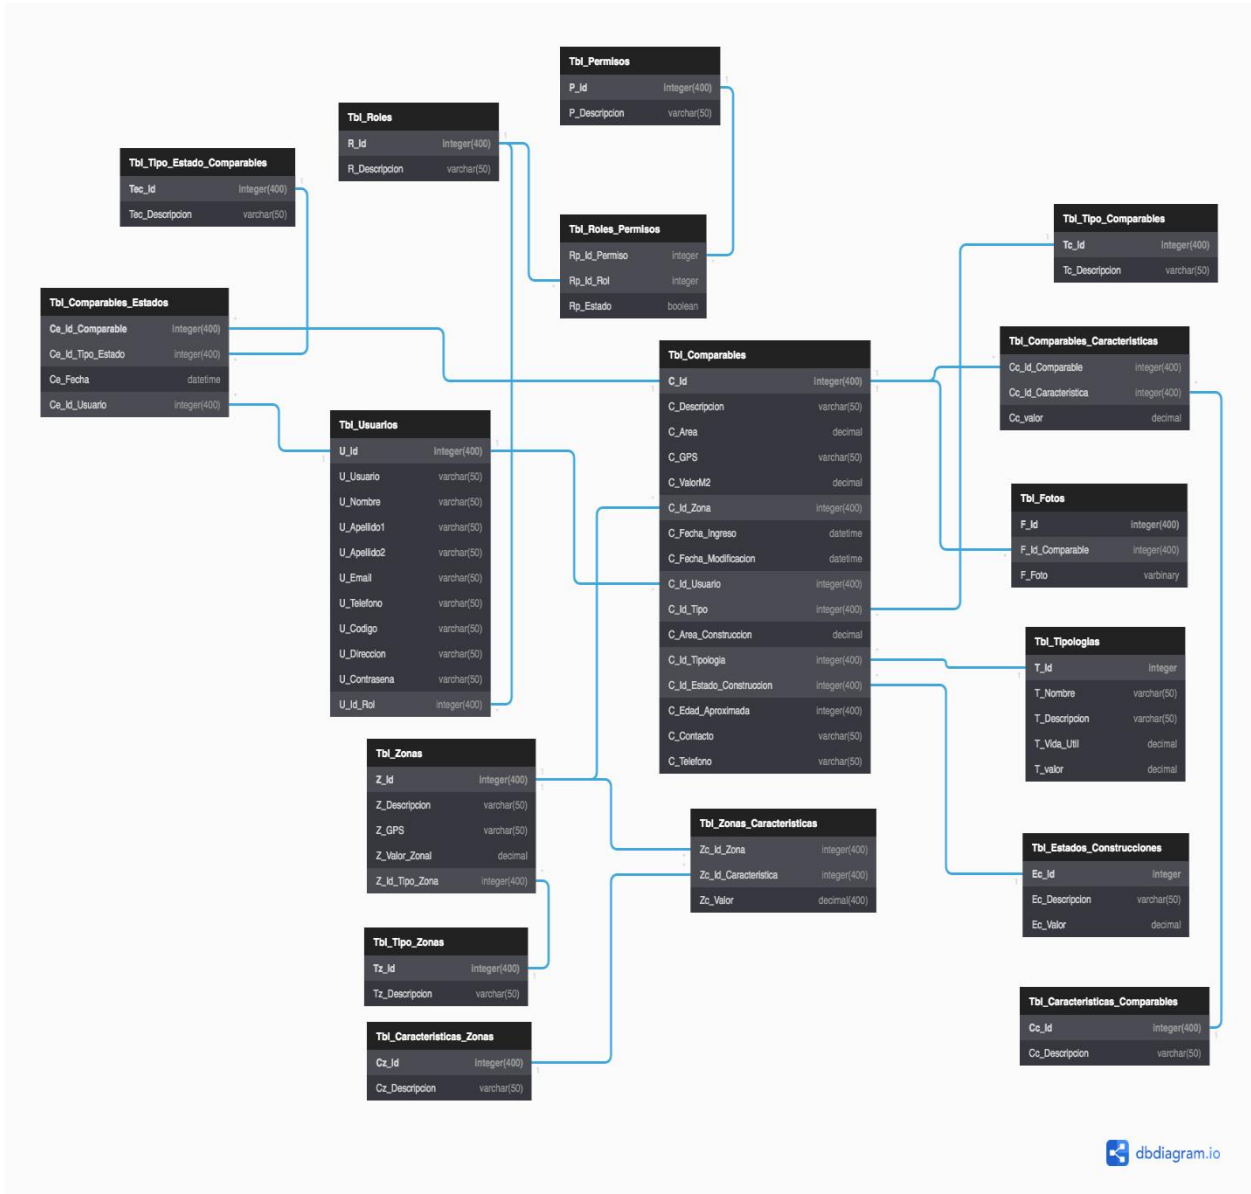 Tbl_Permisos
P_Id Integer(400)
P_Descripcion varchar(50)
Tbl_Roles
R_Id Integer(400)
R_Descripcion varchar(50)
Tbl_Tipo_Estado_Comparables
Tec_Id Integer(400)
Tec_Descripcion varchar(50)
Tbl_Roles_Permisos
Rp_Id_Permiso integer
Rp_Id_Rol integer
Rp_Estado boolean
Tbl_Tipo_Comparables
Tc_Id Integer(400)
Tc_Descripcion varchar(50)
Tbl_Comparables_Estados
Ce_Id_Comparable Integer(400)
Ce_Id_Tipo_Estado integer(400)
Ce_Fecha datetime
Ce_Id_Usuario integer(400)
Tbl_Comparables
C_Id Integer(400)
C_Descripcion varchar(50)
C_Area decimal
C_GPS varchar(50)
C_ValorM2 decimal
C_Id_Zona integer(400)
C_Fecha_Ingreso datetime
C_Fecha_Modificacion datetime
C_Id_Usuario integer(400)
C_Id_Tipo integer(400)
C_Area_Construccion decimal
C_Id_Tipologia integer(400)
C_Id_Estado_Construccion integer(400)
C_Edad_Aproximada integer(400)
C_Contacto varchar(50)
C_Telefono varchar(50)
Tbl_Comparables_Caracteristicas
Cc_Id_Comparable integer(400)
Cc_Id_Caracteristica integer(400)
Cc_valor decimal
Tbl_Usuarios
U_Id Integer(400)
U_Usuario varchar(50)
U_Nombre varchar(50)
U_Apellido1 varchar(50)
U_Apellido2 varchar(50)
U_Email varchar(50)
U_Telefono varchar(50)
U_Codigo varchar(50)
U_Direccion varchar(50)
U_Contrasena varchar(50)
U_Id_Rol integer(400)
Tbl_Fotos
F_Id Integer(400)
F_Id_Comparable integer(400)
F_Foto varbinary
Tbl_Tipologias
T_Id integer
T_Nombre varchar(50)
T_Descripcion varchar(50)
T_Vida_Util decimal
T_valor decimal
Tbl_Zonas
Z_Id Integer(400)
Z_Descripcion varchar(50)
Z_GPS varchar(50)
Z_Valor_Zonal decimal
Z_Id_Tipo_Zona integer(400)
Tbl_Zonas_Caracteristicas
Zc_Id_Zona integer(400)
Zc_Id_Caracteristica integer(400)
Zc_Valor decimal(400)
Tbl_Estados_Construcciones
Ec_Id integer
Ec_Descripcion varchar(50)
Ec_Valor decimal
Tbl_Tipo_Zonas
Tz_Id Integer(400)
Tz_Descripcion varchar(50)
Tbl_Caracteristicas_Zonas
Cz_Id Integer(400)
Cz_Descripcion varchar(50)
Tbl_Caracteristicas_Comparables
Cc_Id Integer(400)
Cc_Descripcion varchar(50)
dbdiagram.io